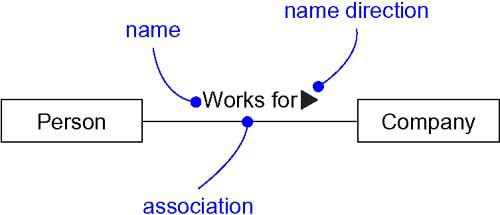 name direction
name
Works for
Person
Company
association